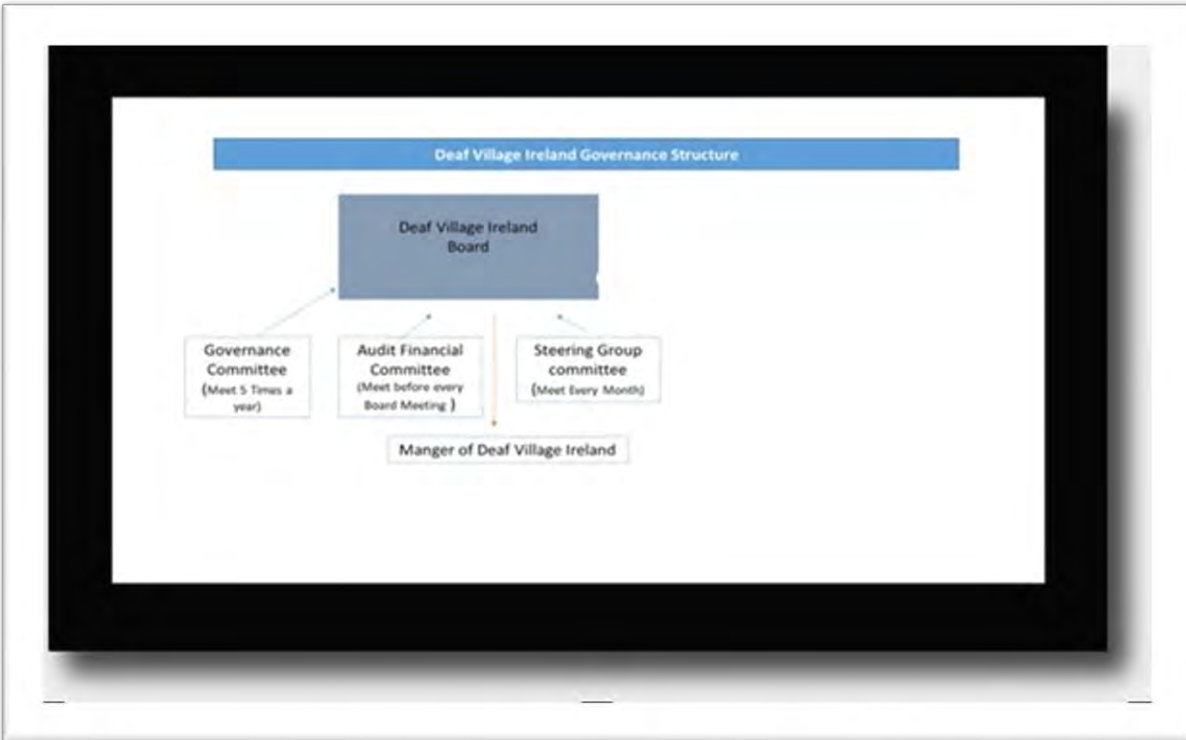 Deaf Village Ireland Governance Structure
Deaf Village Ireland
Board
Governance
Committee
(Meet 5 Times a
year)
Audit Financial
Committee
(Meet before every
Board Meeting )
Steering Group
committee
(Meet Every Month)
Manger of Deaf Village Ireland